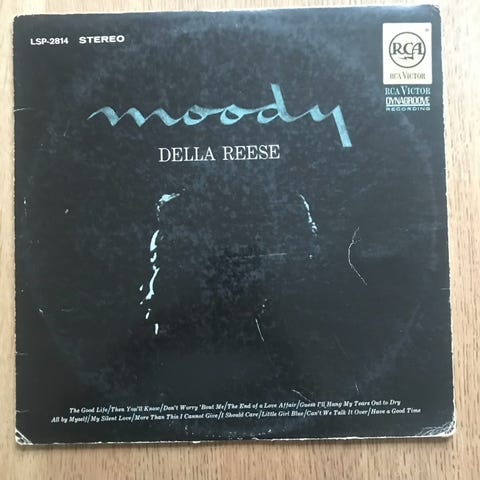 LSP-2814 STEREO
RCA
RCA VICTOR
RCA VICTOR
DYNAGROOVE
RECORDING
moody
DELLA REESE
The Good Life/Then You'll Know/Don't Worry 'Bout Me/The End of a Love Affair/Guess I'll Hang My Tears Out to Dry
All by Myself/My Silent Love/More Than This I Cannot Give/I Should Care/Little Girl Blue/Can't We Talk It Over/Have a Good Time